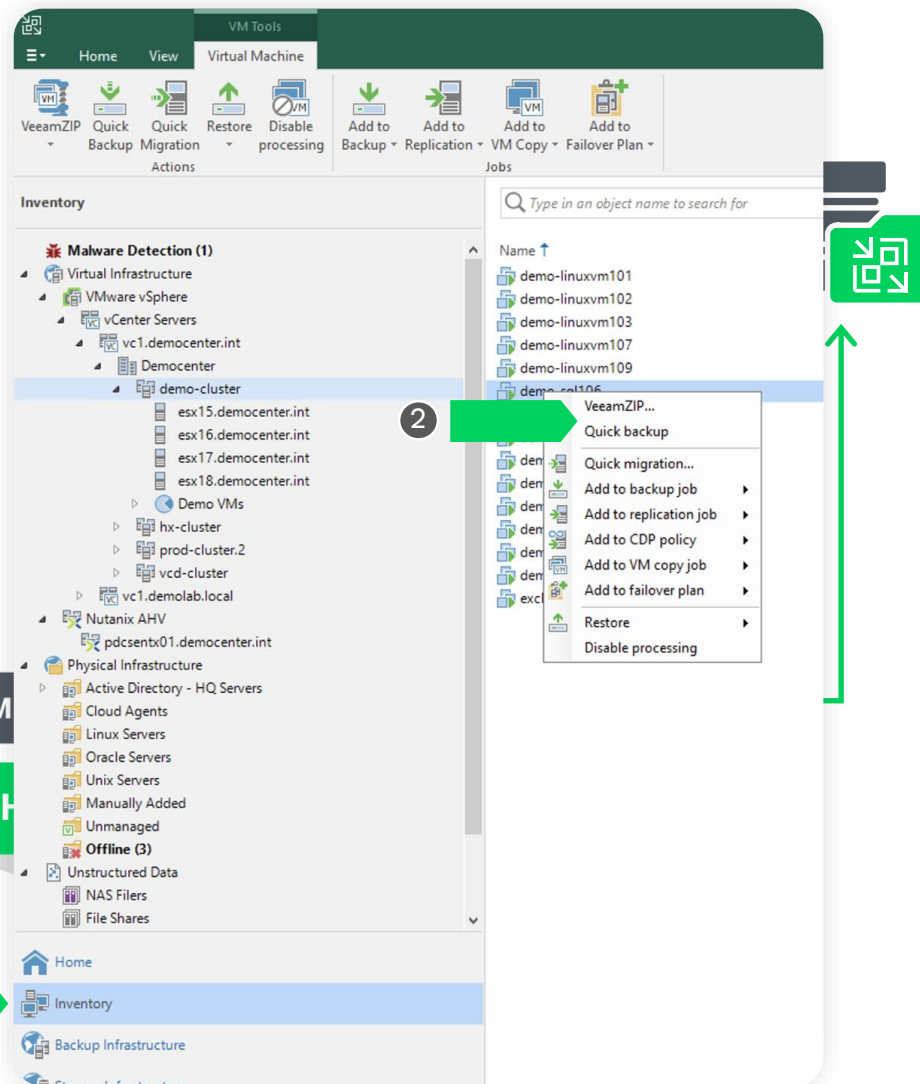 VM Tools
Home View Virtual Machine
VeeamZIP Quick Backup Quick Migration Restore Disable processing Add to Backup Add to Replication Add to VM Copy Add to Failover Plan
Actions Jobs
Inventory
Type in an object name to search for
Malware Detection (1)
Virtual Infrastructure
VMware vSphere
vCenter Servers
vc1.democenter.int
Democenter
demo-cluster
esx15.democenter.int
esx16.democenter.int
esx17.democenter.int
esx18.democenter.int
Demo VMs
hx-cluster
prod-cluster.2
vcd-cluster
vc1.demolab.local
Nutanix AHV
pdcsentx01.democenter.int
Physical Infrastructure
Active Directory - HQ Servers
Cloud Agents
Linux Servers
Oracle Servers
Unix Servers
Manually Added
Unmanaged
Offline (3)
Unstructured Data
NAS Filers
File Shares
Home
Inventory
Backup Infrastructure
Name
demo-linuxvm101
demo-linuxvm102
demo-linuxvm103
demo-linuxvm107
demo-linuxvm109
demo-sql106
2
VeeamZIP...
Quick backup
Quick migration...
Add to backup job
Add to replication job
Add to CDP policy
Add to VM copy job
Add to failover plan
Restore
Disable processing